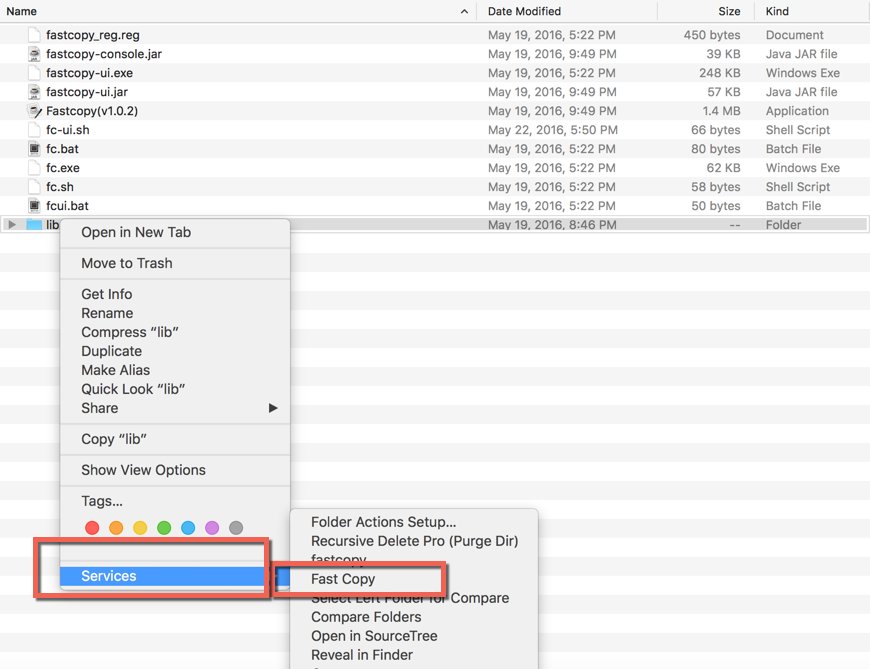 Name Date Modified Size Kind
fastcopy_reg.reg May 19, 2016, 5:22 PM 450 bytes Document
fastcopy-console.jar May 19, 2016, 9:49 PM 39 KB Java JAR file
fastcopy-ui.exe May 19, 2016, 5:22 PM 248 KB Windows Exe
fastcopy-ui.jar May 19, 2016, 9:49 PM 57 KB Java JAR file
Fastcopy(v1.0.2) May 19, 2016, 9:49 PM 1.4 MB Application
fc-ui.sh May 22, 2016, 5:50 PM 66 bytes Shell Script
fc.bat May 19, 2016, 5:22 PM 80 bytes Batch File
fc.exe May 19, 2016, 5:22 PM 62 KB Windows Exe
fc.sh May 19, 2016, 5:22 PM 58 bytes Shell Script
fcui.bat May 19, 2016, 5:22 PM 50 bytes Batch File
lib May 19, 2016, 8:46 PM -- Folder
Open in New Tab
Move to Trash
Get Info
Rename
Compress “lib”
Duplicate
Make Alias
Quick Look “lib”
Share
Copy “lib”
Show View Options
Tags...
Services
Folder Actions Setup...
Recursive Delete Pro (Purge Dir)
fastcopy
Fast Copy
Select Left Folder for Compare
Compare Folders
Open in SourceTree
Reveal in Finder